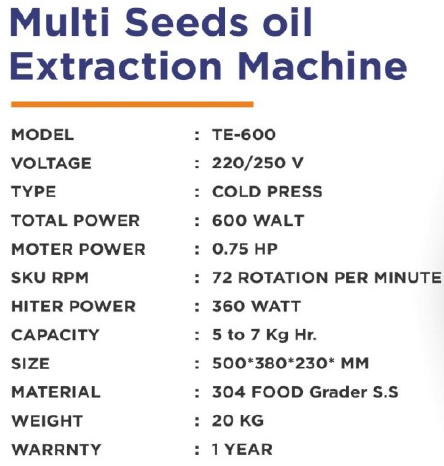 Multi Seeds oil
Extraction Machine
MODEL : TE-600
VOLTAGE : 220/250 V
TYPE : COLD PRESS
TOTAL POWER : 600 WALT
MOTER POWER : 0.75 HP
SKU RPM : 72 ROTATION PER MINUTE
HITER POWER : 360 WATT
CAPACITY : 5 to 7 Kg Hr.
SIZE : 500*380*230* MM
MATERIAL : 304 FOOD Grader S.S
WEIGHT : 20 KG
WARRNTY : 1 YEAR